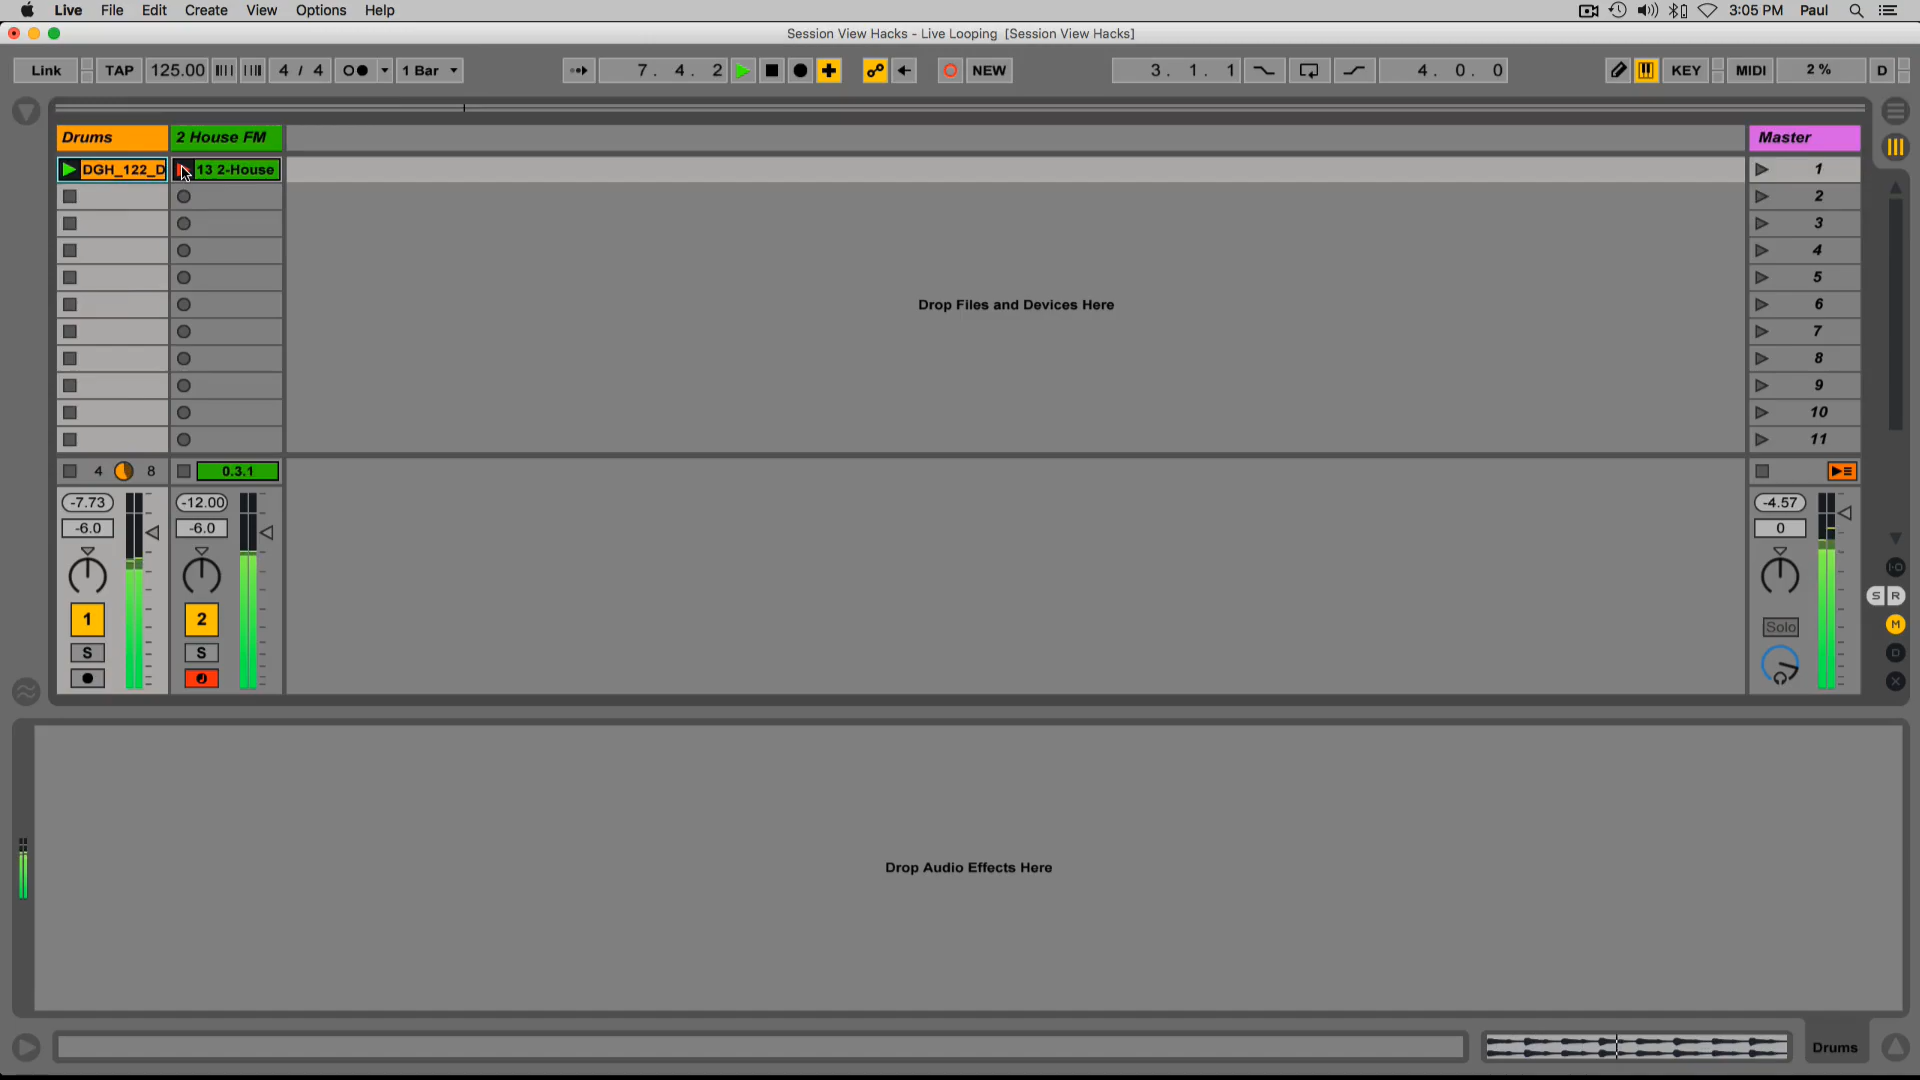 Live File Edit Create View Options Help 3:05 PM Paul
Session View Hacks - Live Looping [Session View Hacks]
Link TAP 125.00 4 / 4 1 Bar 7. 4. 2 NEW 3. 1. 1 4. 0. 0 KEY MIDI 2 % D
Drums 2 House FM Master
DGH_122_D 13 2-House 1
2
3
4
5
Drop Files and Devices Here 6
7
8
9
10
11
4 8 0.3.1
-7.73 -12.00 -4.57
-6.0 -6.0 0
I·O
S R
1 2 M
Solo
S S D
X
Drop Audio Effects Here
Drums